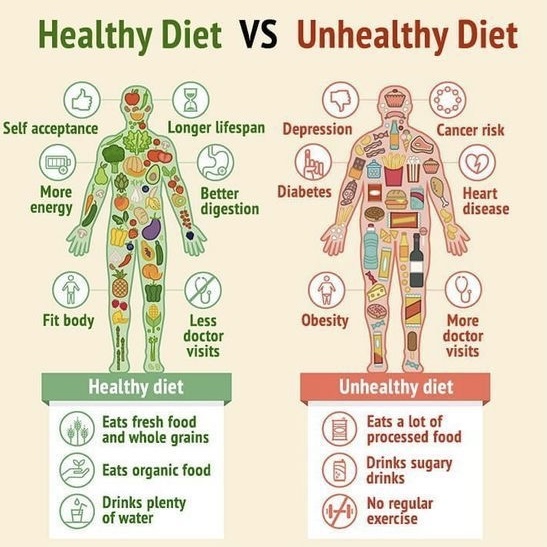 Healthy Diet VS Unhealthy Diet
Self acceptance
Longer lifespan
More
energy
Better
digestion
Fit body
Less
doctor
visits
Healthy diet
Eats fresh food
and whole grains
Eats organic food
Drinks plenty
of water
Depression
Cancer risk
Diabetes
Heart
disease
Obesity
More
doctor
visits
Unhealthy diet
Eats a lot of
processed food
Drinks sugary
drinks
No regular
exercise